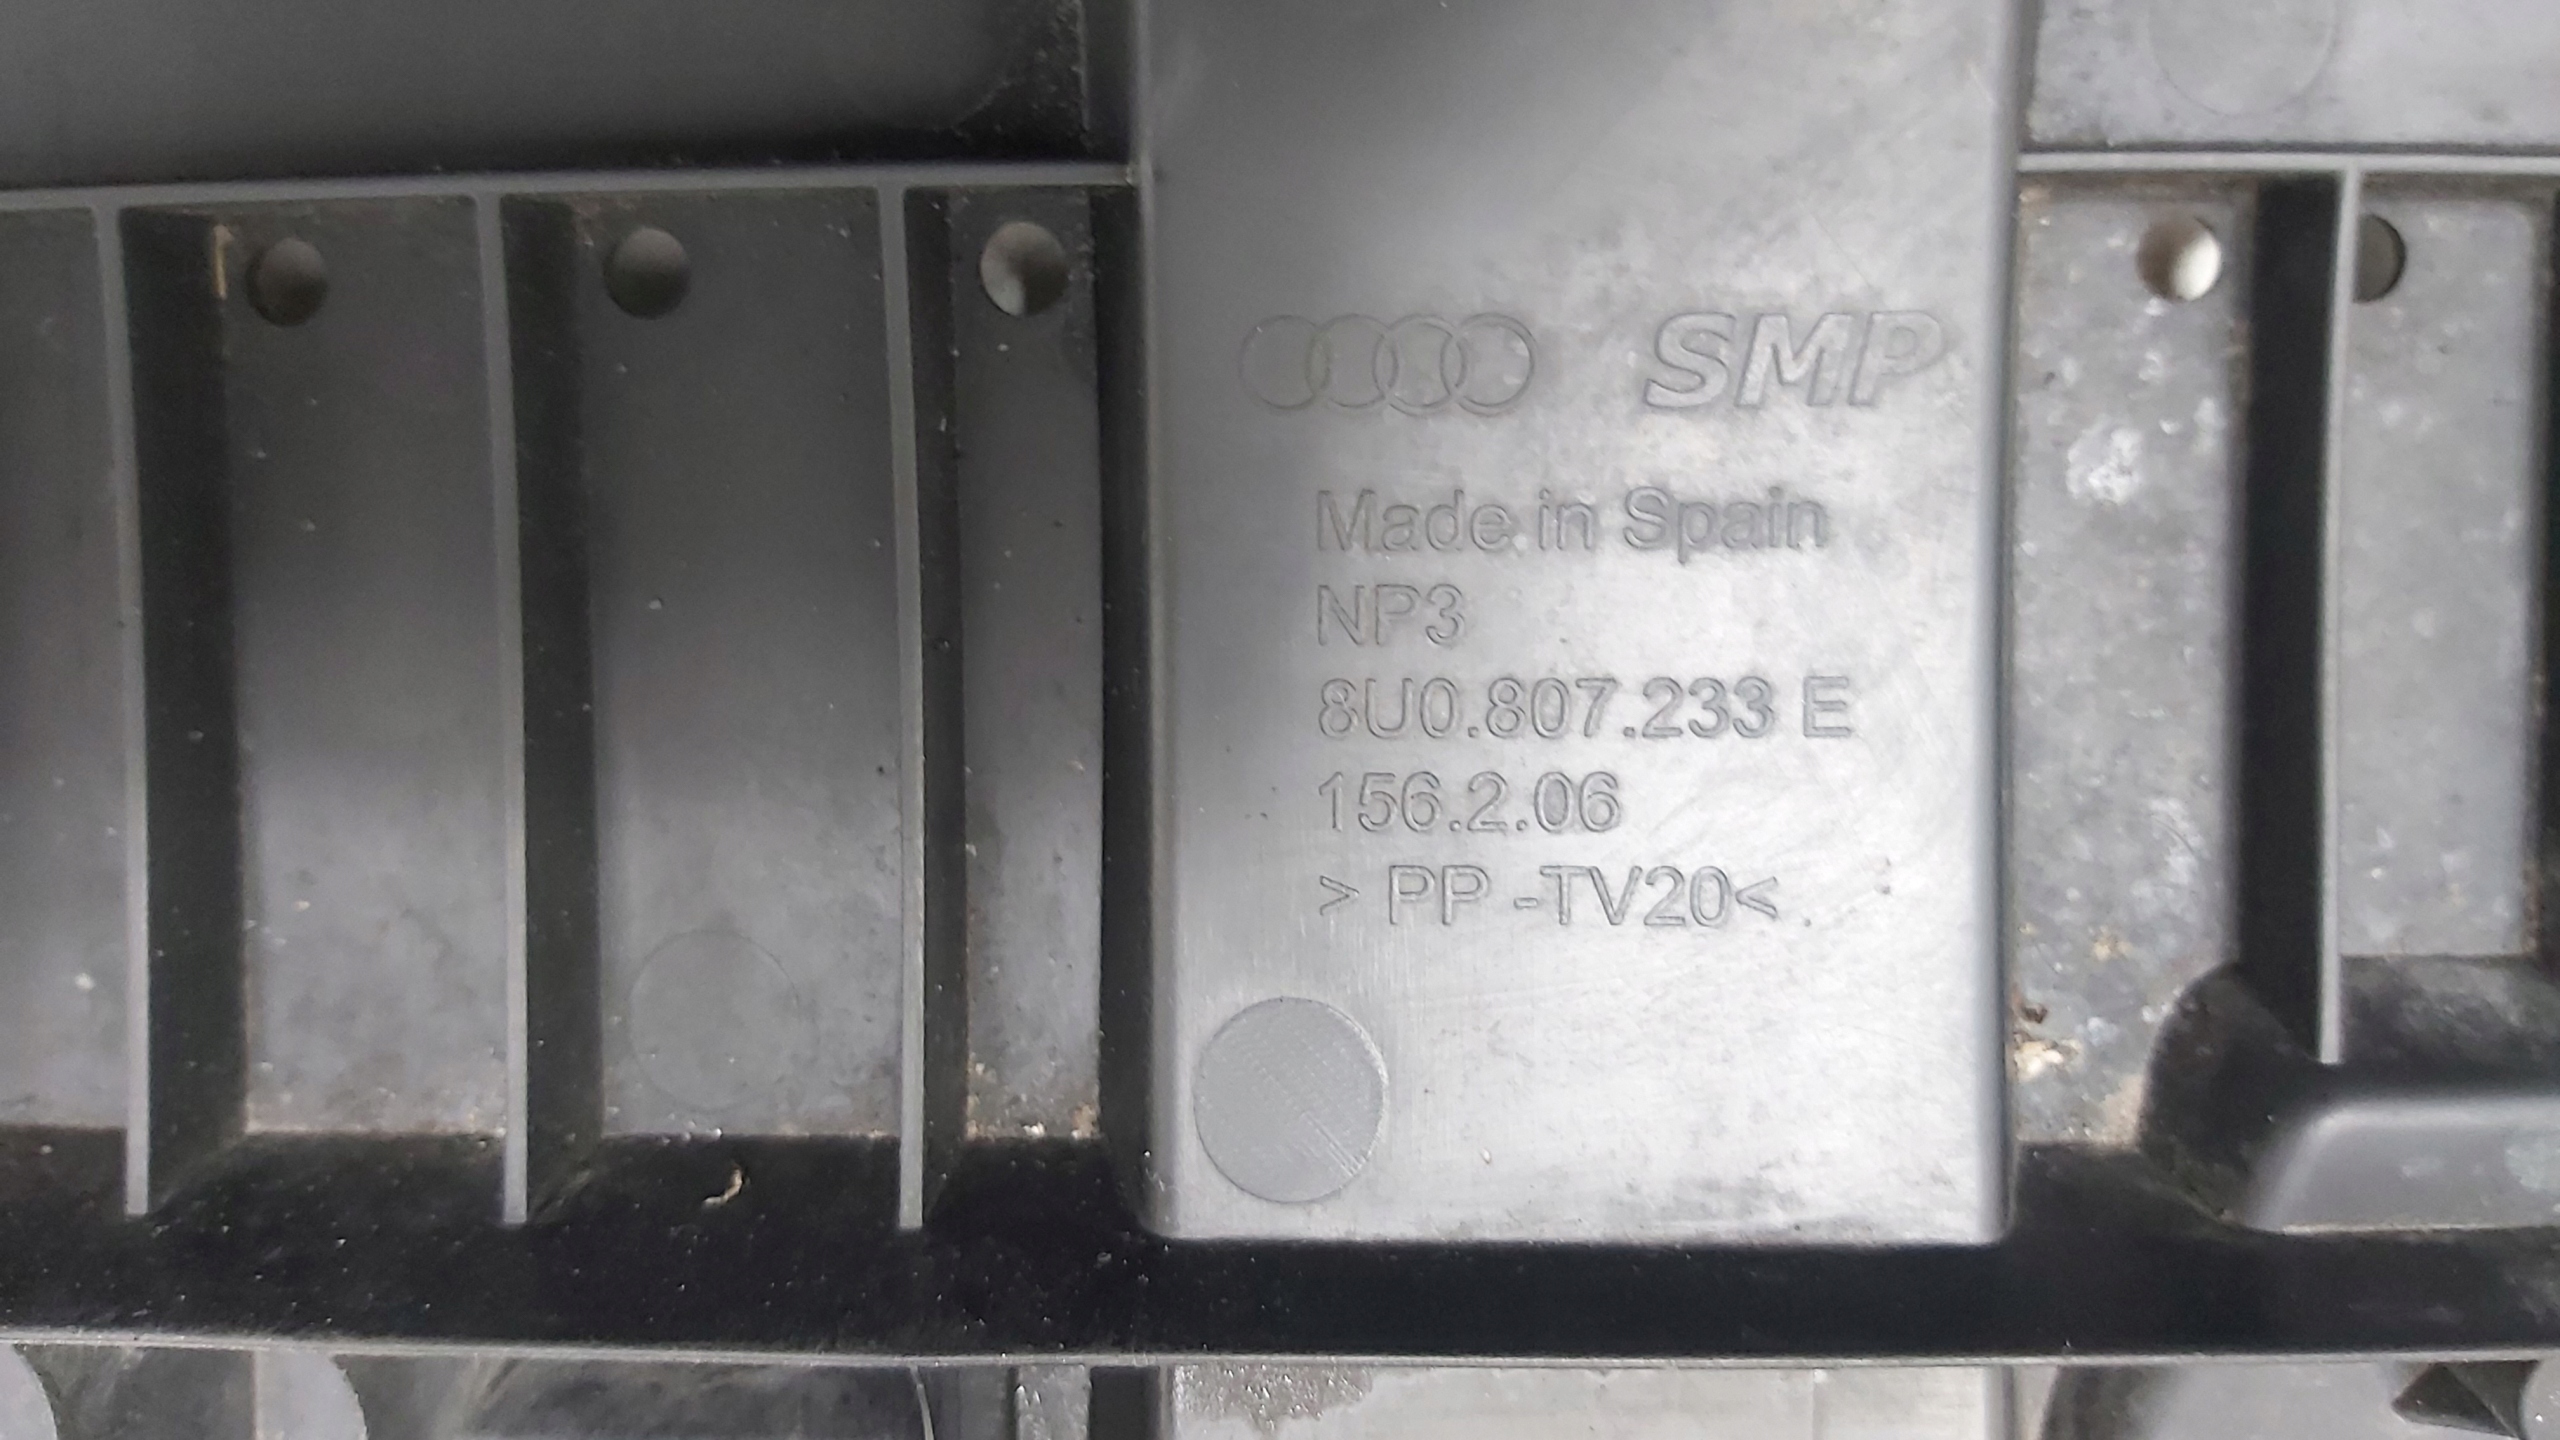 SMP
Made in Spain
NP3
8U0.807.233 E
156.2.06
> PP -TV20<